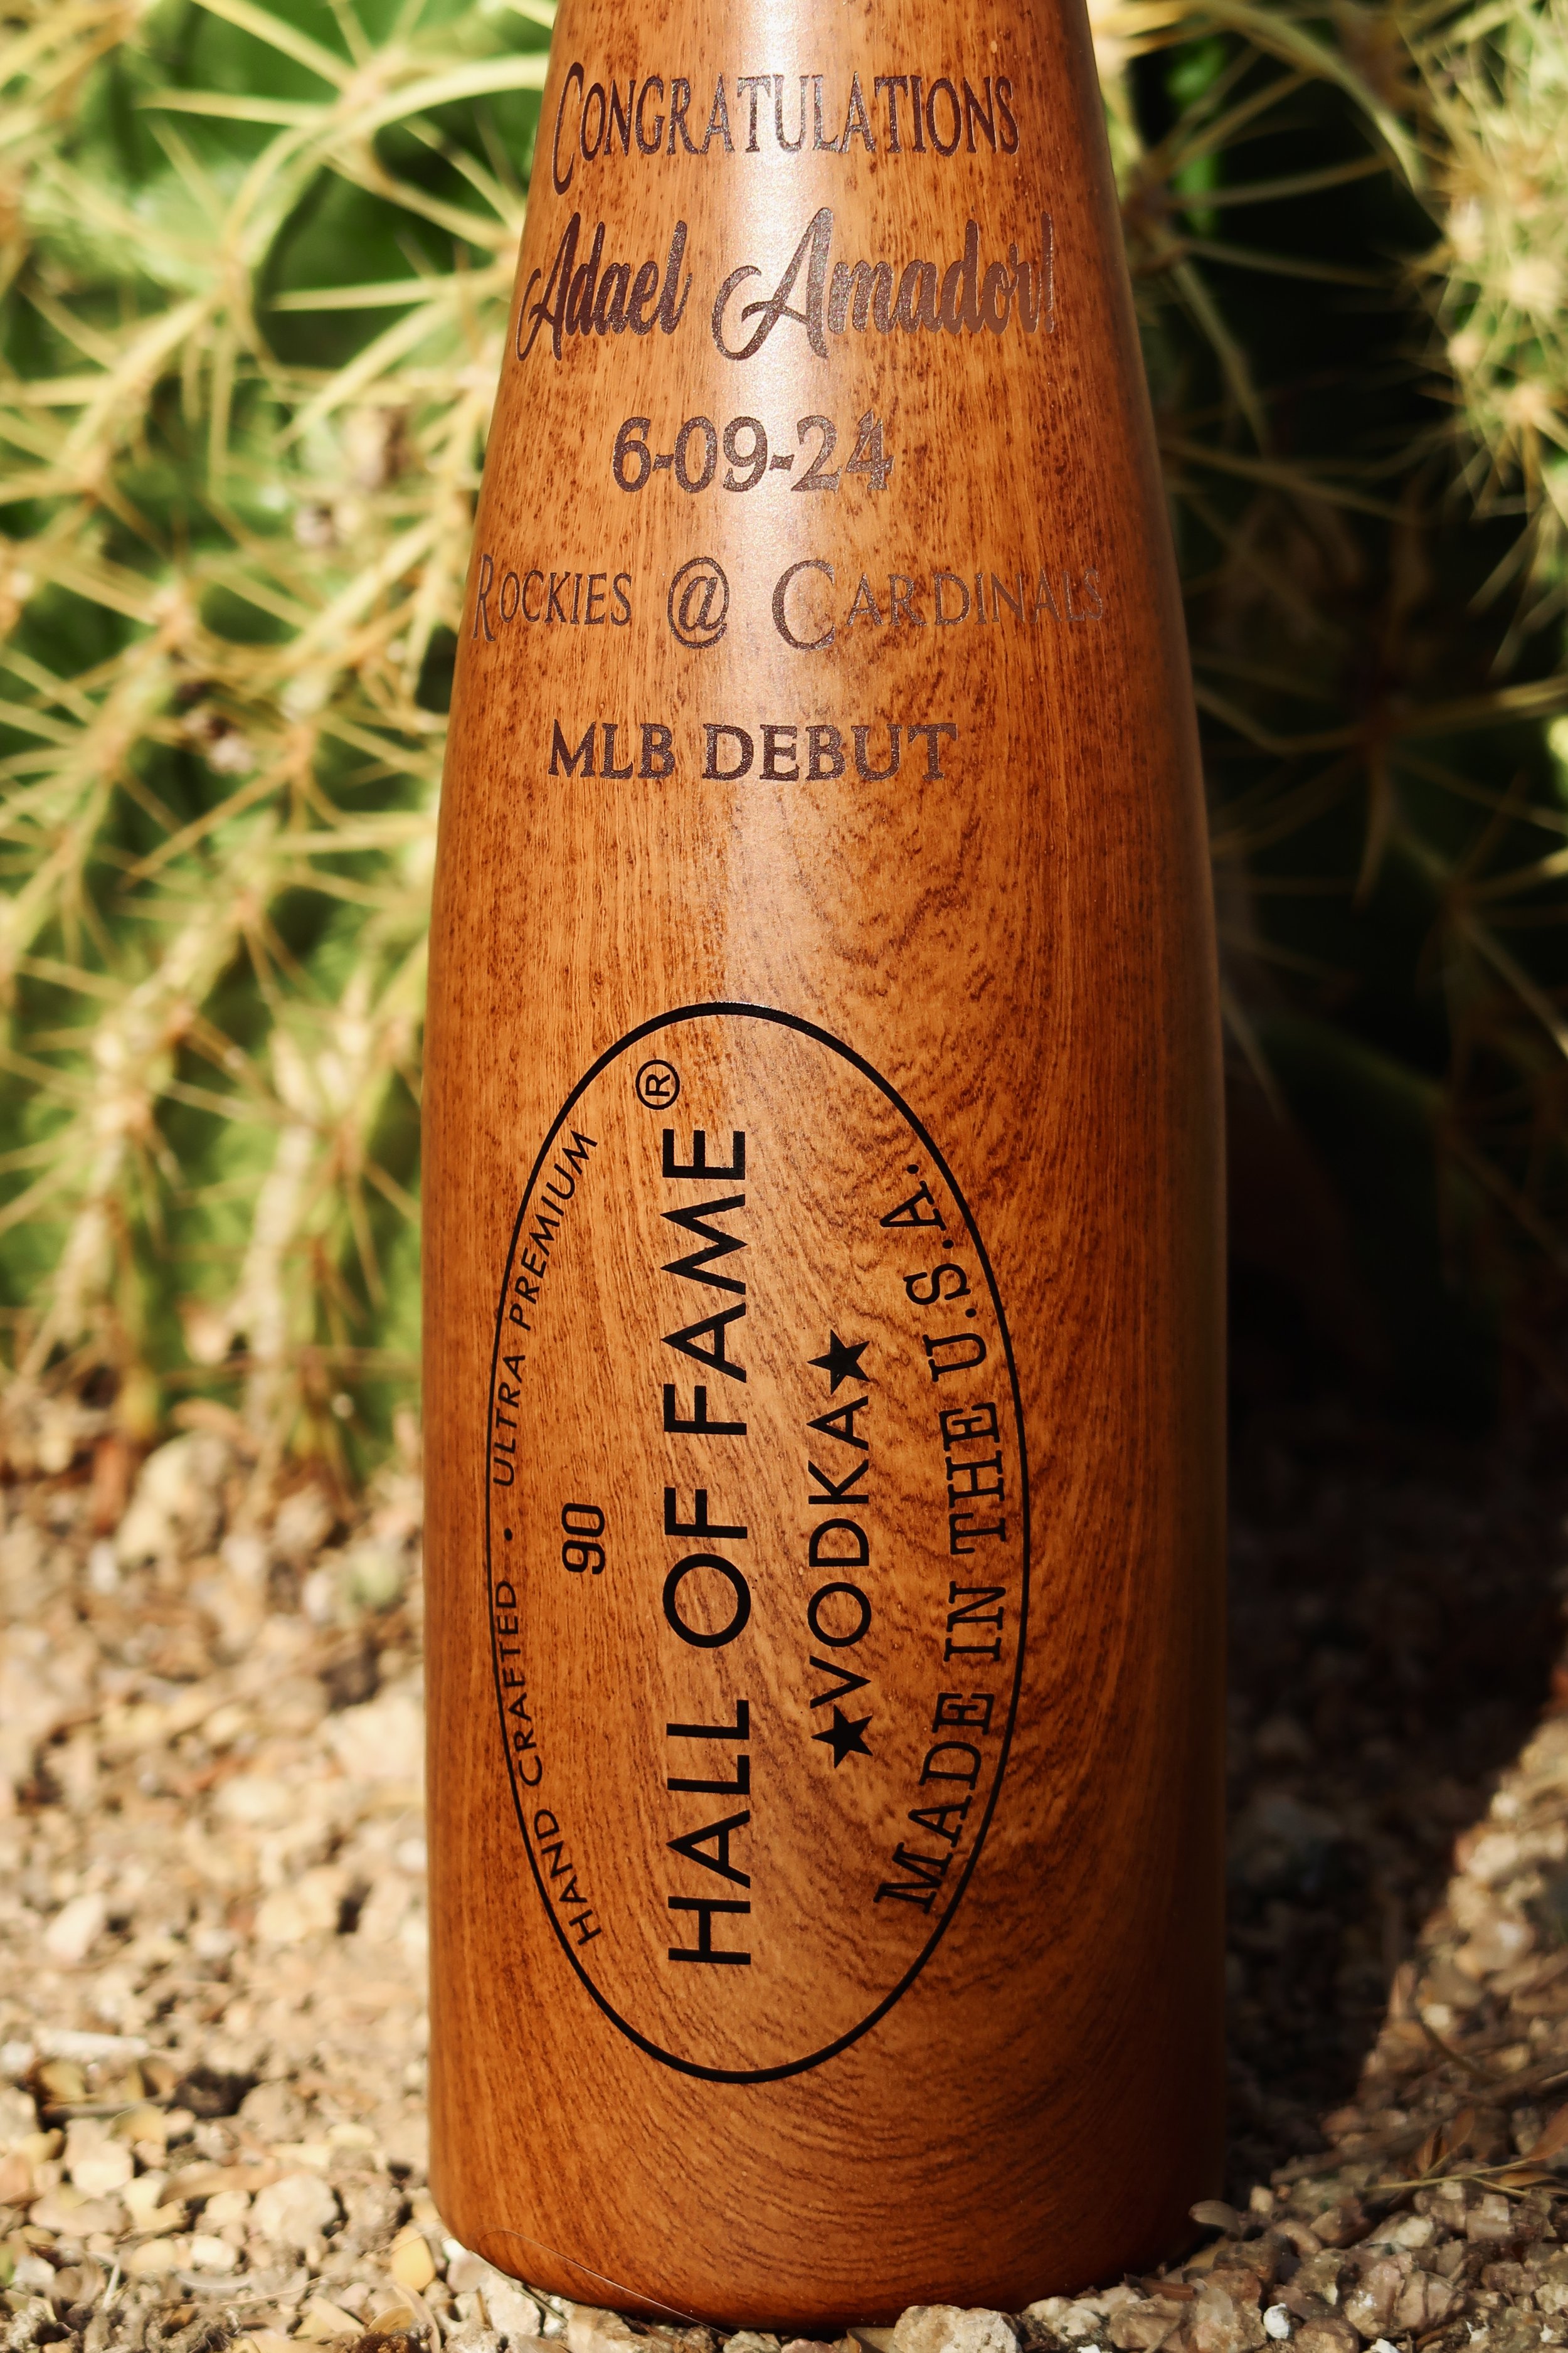 CONGRATULATIONS
Adael Amador!
6-09-24
ROCKIES @ CARDINALS
MLB DEBUT
HAND CRAFTED • ULTRA PREMIUM
90
HALL OF FAME®
★VODKA★
MADE IN THE U.S.A.